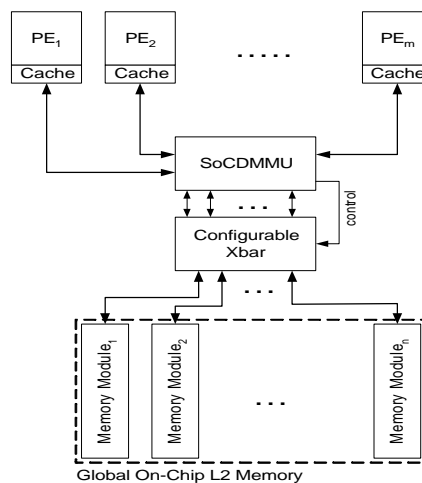 PE1 PE2 PEm
Cache Cache Cache
. . . . .
SoCDMMU
. . .
control
Configurable
Xbar
. . .
Memory Module1 Memory Module2 Memory Modulen
. . .
Global On-Chip L2 Memory